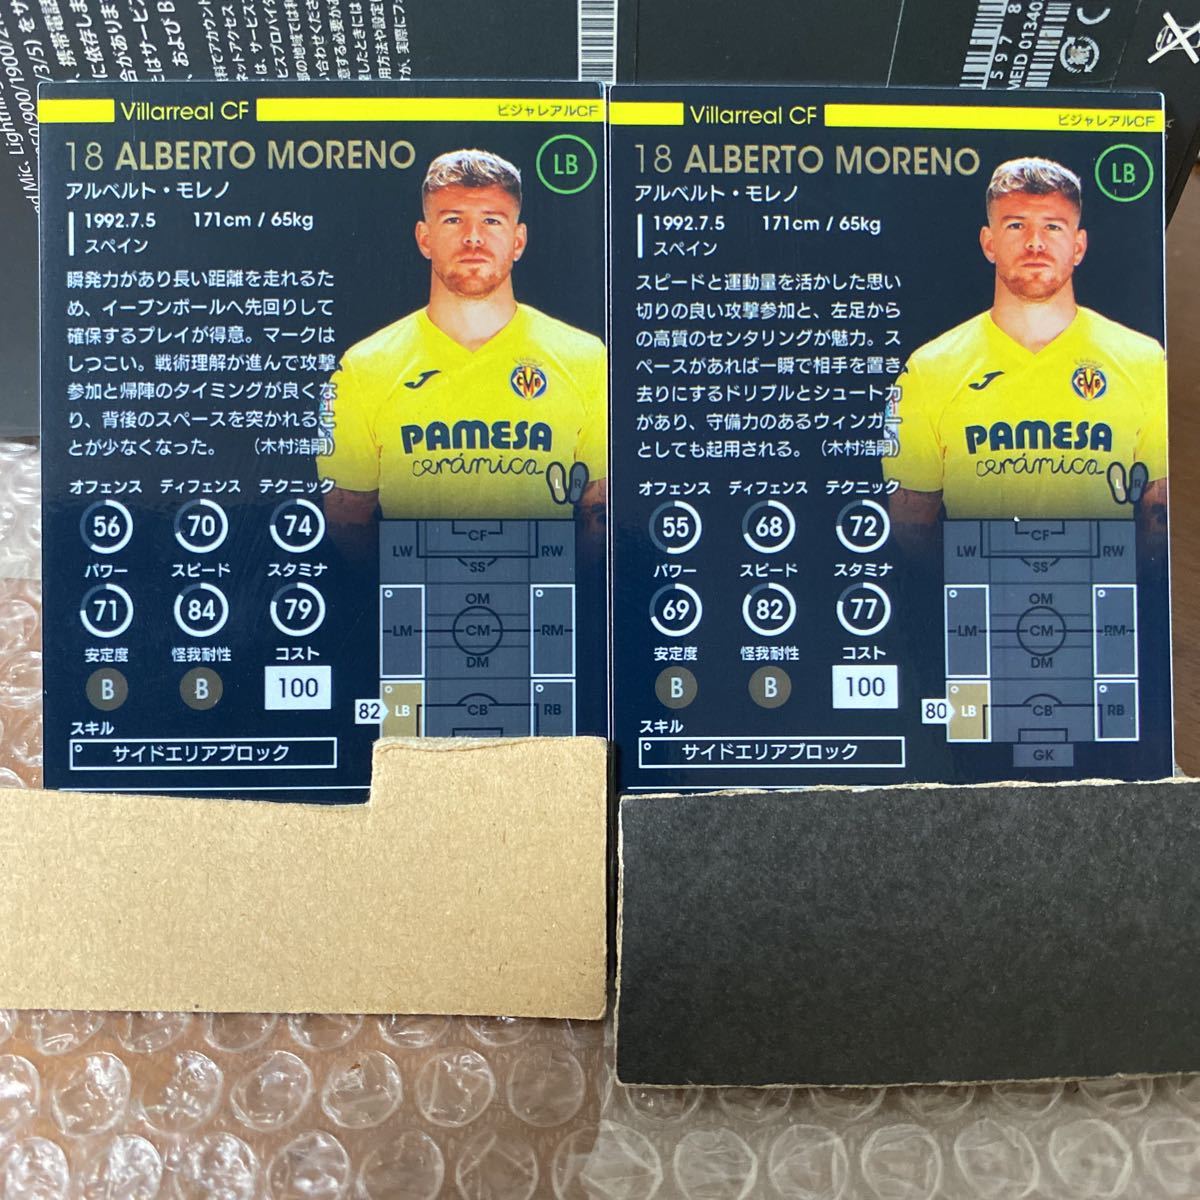 Villarreal CF
ビジャレアルCF
18 ALBERTO MORENO
LB
アルベルト・モレノ
1992.7.5 171cm / 65kg
スペイン
瞬発力があり長い距離を走れるた
め、イーブンボールへ先回りして
確保するプレイが得意。マークは
しつこい。戦術理解が進んで攻撃
参加と帰陣のタイミングが良くな
り、背後のスペースを突かれるこ
とが少なくなった。 (木村浩嗣)
PAMESA
cerámica
L R
オフェンス ディフェンス テクニック
56 70 74
パワー スピード スタミナ
71 84 79
安定度 怪我耐性 コスト
B B 100
スキル
サイドエリアブロック
CF
LW RW
SS
OM
LM CM RM
DM
82 LB CB RB
Villarreal CF
ビジャレアルCF
18 ALBERTO MORENO
LB
アルベルト・モレノ
1992.7.5 171cm / 65kg
スペイン
スピードと運動量を活かした思い
切りの良い攻撃参加と、左足から
の高質のセンタリングが魅力。ス
ペースがあれば一瞬で相手を置き
去りにするドリブルとシュート力
があり、守備力のあるウィンガー
としても起用される。 (木村浩嗣)
PAMESA
cerámica
L R
オフェンス ディフェンス テクニック
55 68 72
パワー スピード スタミナ
69 82 77
安定度 怪我耐性 コスト
B B 100
スキル
サイドエリアブロック
CF
LW RW
SS
OM
LM CM RM
DM
80 LB CB RB
GK